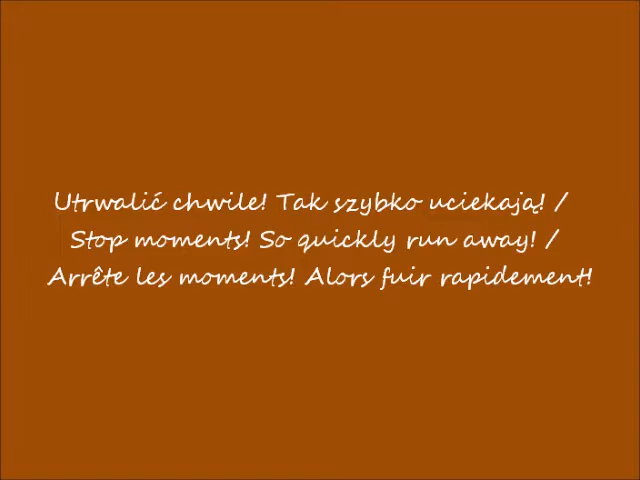 Utrwalić chwile! Tak szybko uciekają! /
Stop moments! So quickly run away! /
Arrête les moments! Alors fuir rapidement!